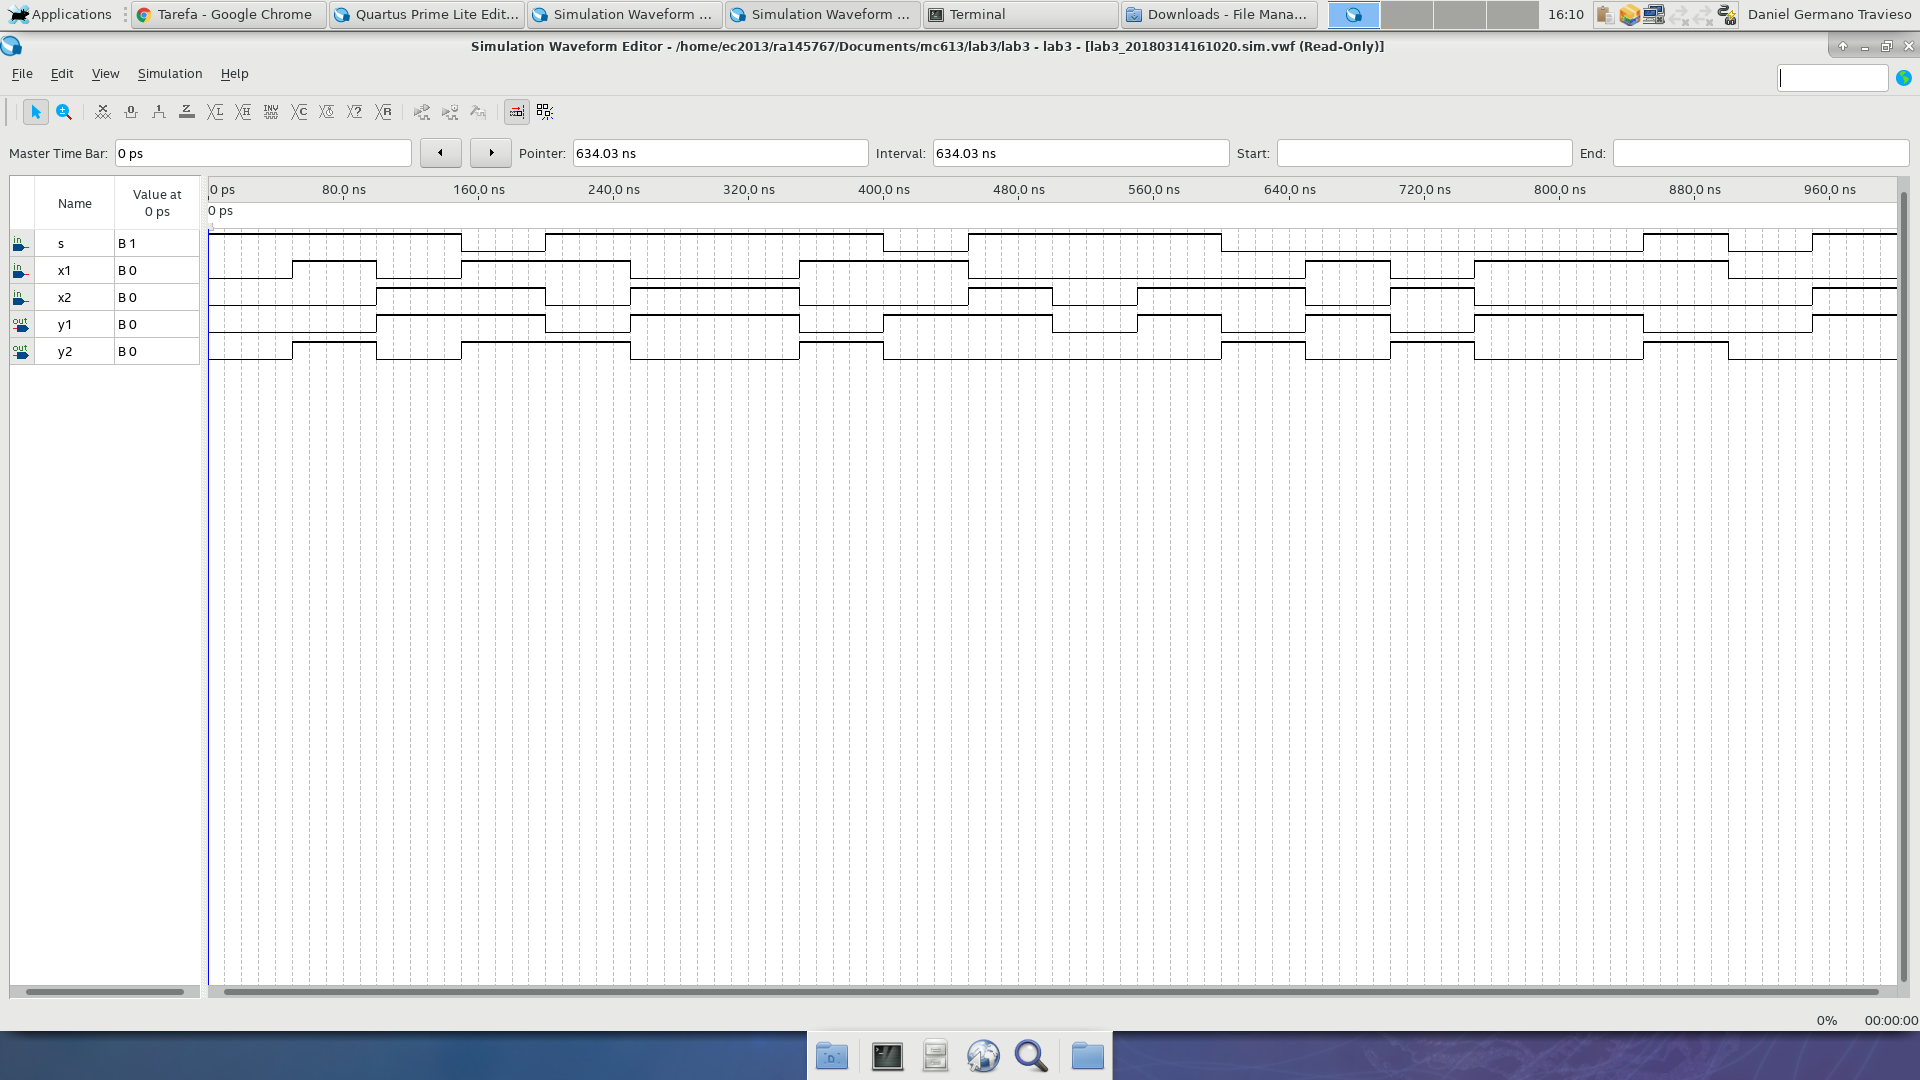 Applications Tarefa - Google Chrome Quartus Prime Lite Edit... Simulation Waveform ... Simulation Waveform ... Terminal Downloads - File Mana... 16:10 Daniel Germano Travieso
Simulation Waveform Editor - /home/ec2013/ra145767/Documents/mc613/lab3/lab3 - lab3 - [lab3_20180314161020.sim.vwf (Read-Only)]
File Edit View Simulation Help
Master Time Bar: 0 ps Pointer: 634.03 ns Interval: 634.03 ns Start: End:
Name Value at 0 ps
0 ps 80.0 ns 160.0 ns 240.0 ns 320.0 ns 400.0 ns 480.0 ns 560.0 ns 640.0 ns 720.0 ns 800.0 ns 880.0 ns 960.0 ns
0 ps
in s B 1
in x1 B 0
in x2 B 0
out y1 B 0
out y2 B 0
0% 00:00:00